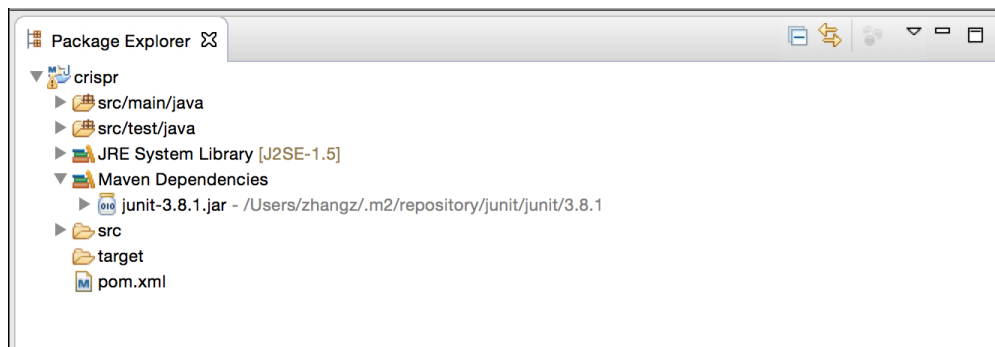 Package Explorer
crispr
src/main/java
src/test/java
JRE System Library [J2SE-1.5]
Maven Dependencies
junit-3.8.1.jar - /Users/zhangz/.m2/repository/junit/junit/3.8.1
src
target
pom.xml